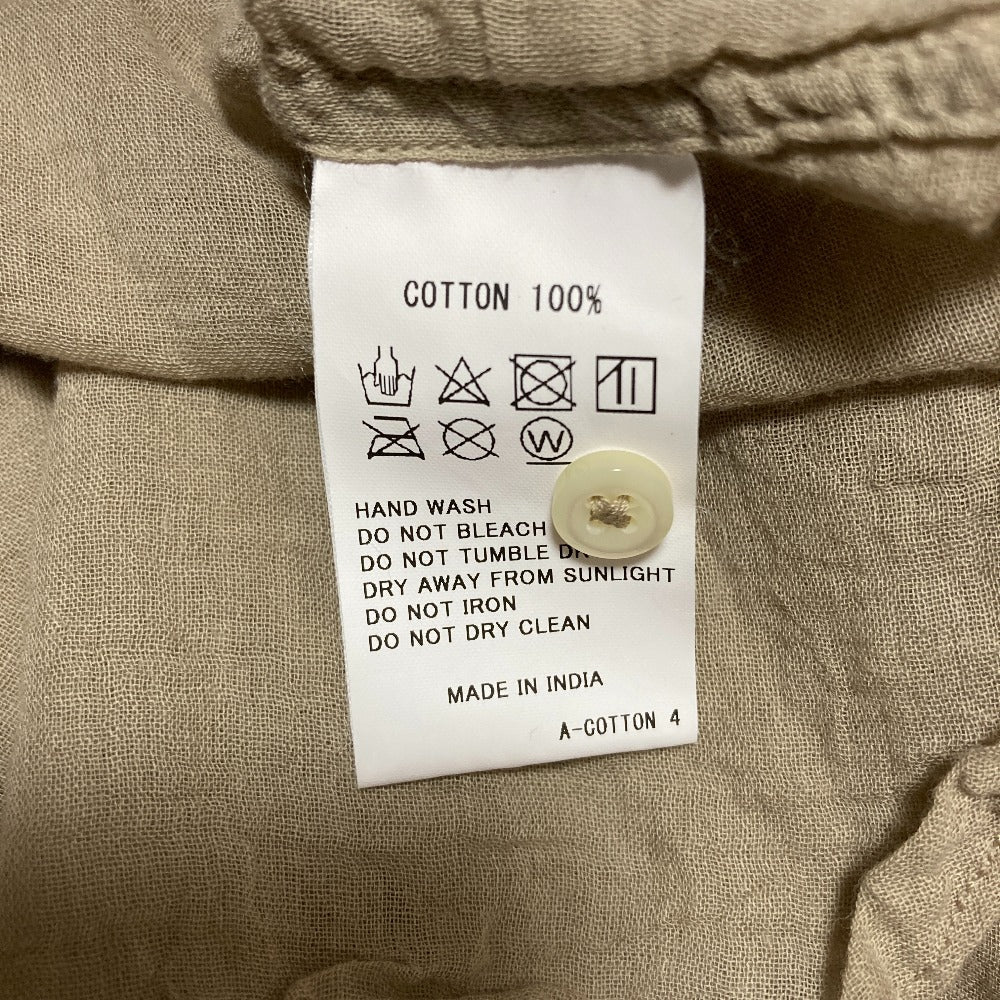 COTTON 100%
W
HAND WASH
DO NOT BLEACH
DO NOT TUMBLE
DRY AWAY FROM SUNLIGHT
DO NOT IRON
DO NOT DRY CLEAN
MADE IN INDIA
A-COTTON 4